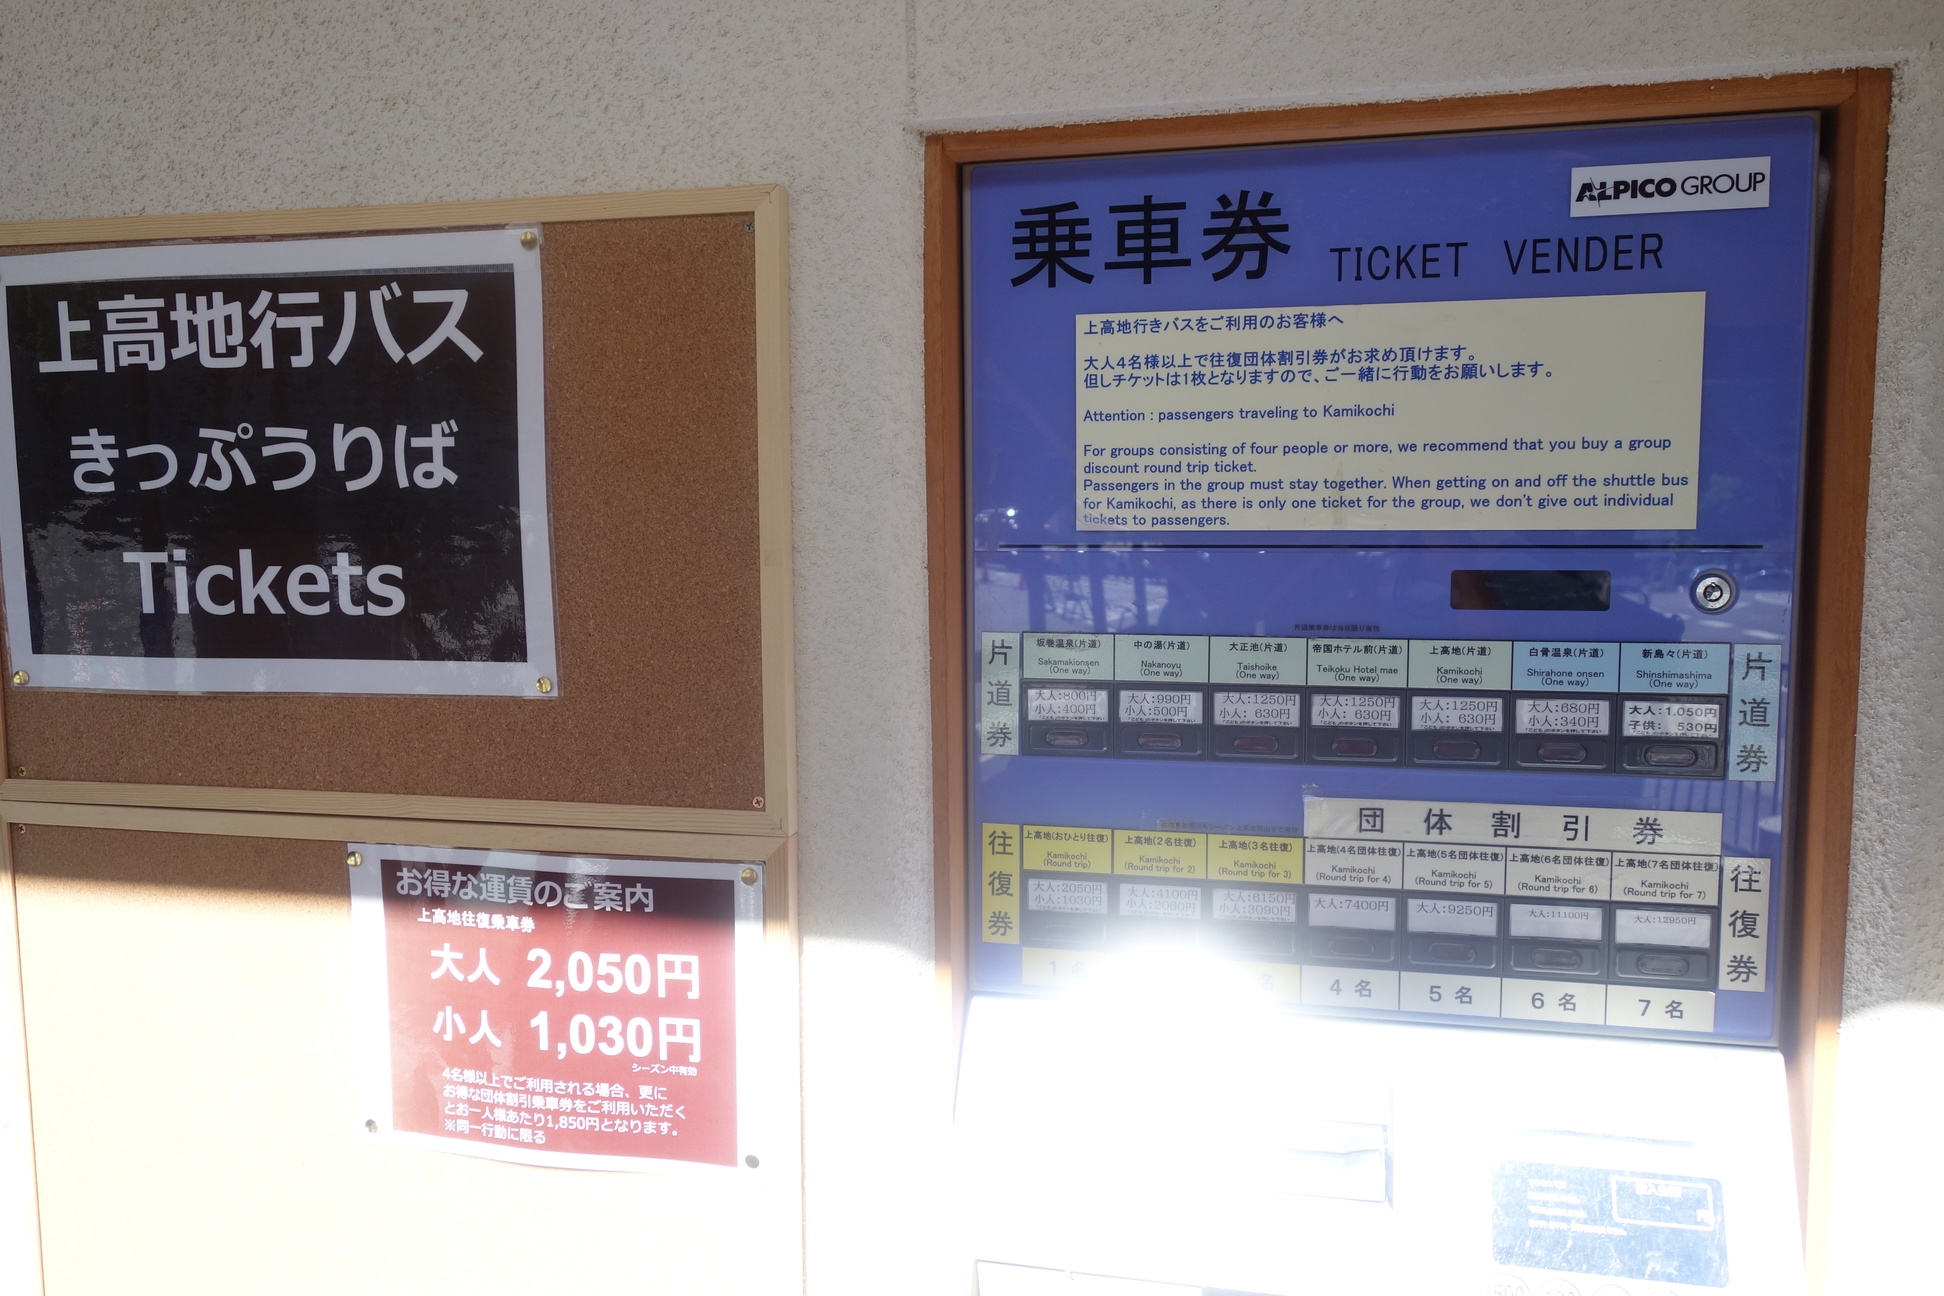 上高地行バス
きっぷうりば
Tickets
お得な運賃のご案内
上高地往復乗車券
大人 2,050円
小人 1,030円
シーズン中有効
4名様以上でご利用される場合、更に
お得な団体割引乗車券をご利用いただく
とお一人様あたり1,850円となります。
※同一行動に限る
ALPICO GROUP
乗車券 TICKET VENDER
上高地行きバスをご利用のお客様へ
大人4名様以上で往復団体割引券がお求め頂けます。
但しチケットは1枚となりますので、ご一緒に行動をお願いします。
Attention : passengers traveling to Kamikochi
For groups consisting of four people or more, we recommend that you buy a group
discount round trip ticket.
Passengers in the group must stay together. When getting on and off the shuttle bus
for Kamikochi, as there is only one ticket for the group, we don't give out individual
tickets to passengers.
片道券
坂巻温泉(片道)
Sakamakionsen
(One way)
大人:800円
小人:400円
中の湯(片道)
Nakanoyu
(One way)
大人:990円
小人:500円
大正池(片道)
Taishoike
(One way)
大人:1250円
小人: 630円
帝国ホテル前(片道)
Teikoku Hotel mae
(One way)
大人:1250円
小人: 630円
上高地(片道)
Kamikochi
(One way)
大人:1250円
小人: 630円
白骨温泉(片道)
Shirahone onsen
(One way)
大人:680円
小人:340円
新島々(片道)
Shinshimashima
(One way)
大人:1.050円
子供: 530円
片道券
団体割引券
往復券
上高地(おひとり往復)
Kamikochi
(Round trip)
大人:2050円
小人:1030円
上高地(2名往復)
Kamikochi
(Round trip for 2)
大人:4100円
小人:2060円
上高地(3名往復)
Kamikochi
(Round trip for 3)
大人:6150円
小人:3090円
上高地(4名団体往復)
Kamikochi
(Round trip for 4)
大人:7400円
上高地(5名団体往復)
Kamikochi
(Round trip for 5)
大人:9250円
上高地(6名団体往復)
Kamikochi
(Round trip for 6)
大人:11100円
上高地(7名団体往復)
Kamikochi
(Round trip for 7)
大人:12950円
往復券
1名
4名
5名
6名
7名